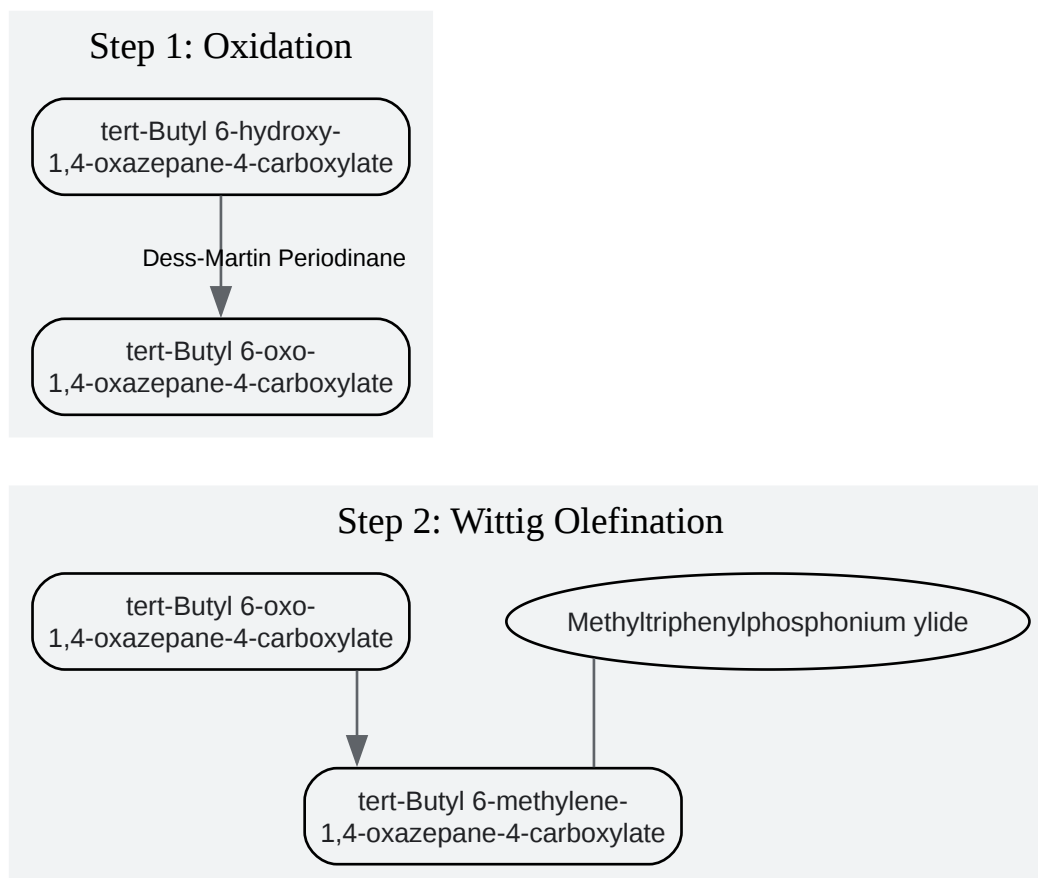 Step 1: Oxidation
tert-Butyl 6-hydroxy-
1,4-oxazepane-4-carboxylate
Dess-Martin Periodinane
tert-Butyl 6-oxo-
1,4-oxazepane-4-carboxylate
Step 2: Wittig Olefination
tert-Butyl 6-oxo-
1,4-oxazepane-4-carboxylate
Methyltriphenylphosphonium ylide
tert-Butyl 6-methylene-
1,4-oxazepane-4-carboxylate